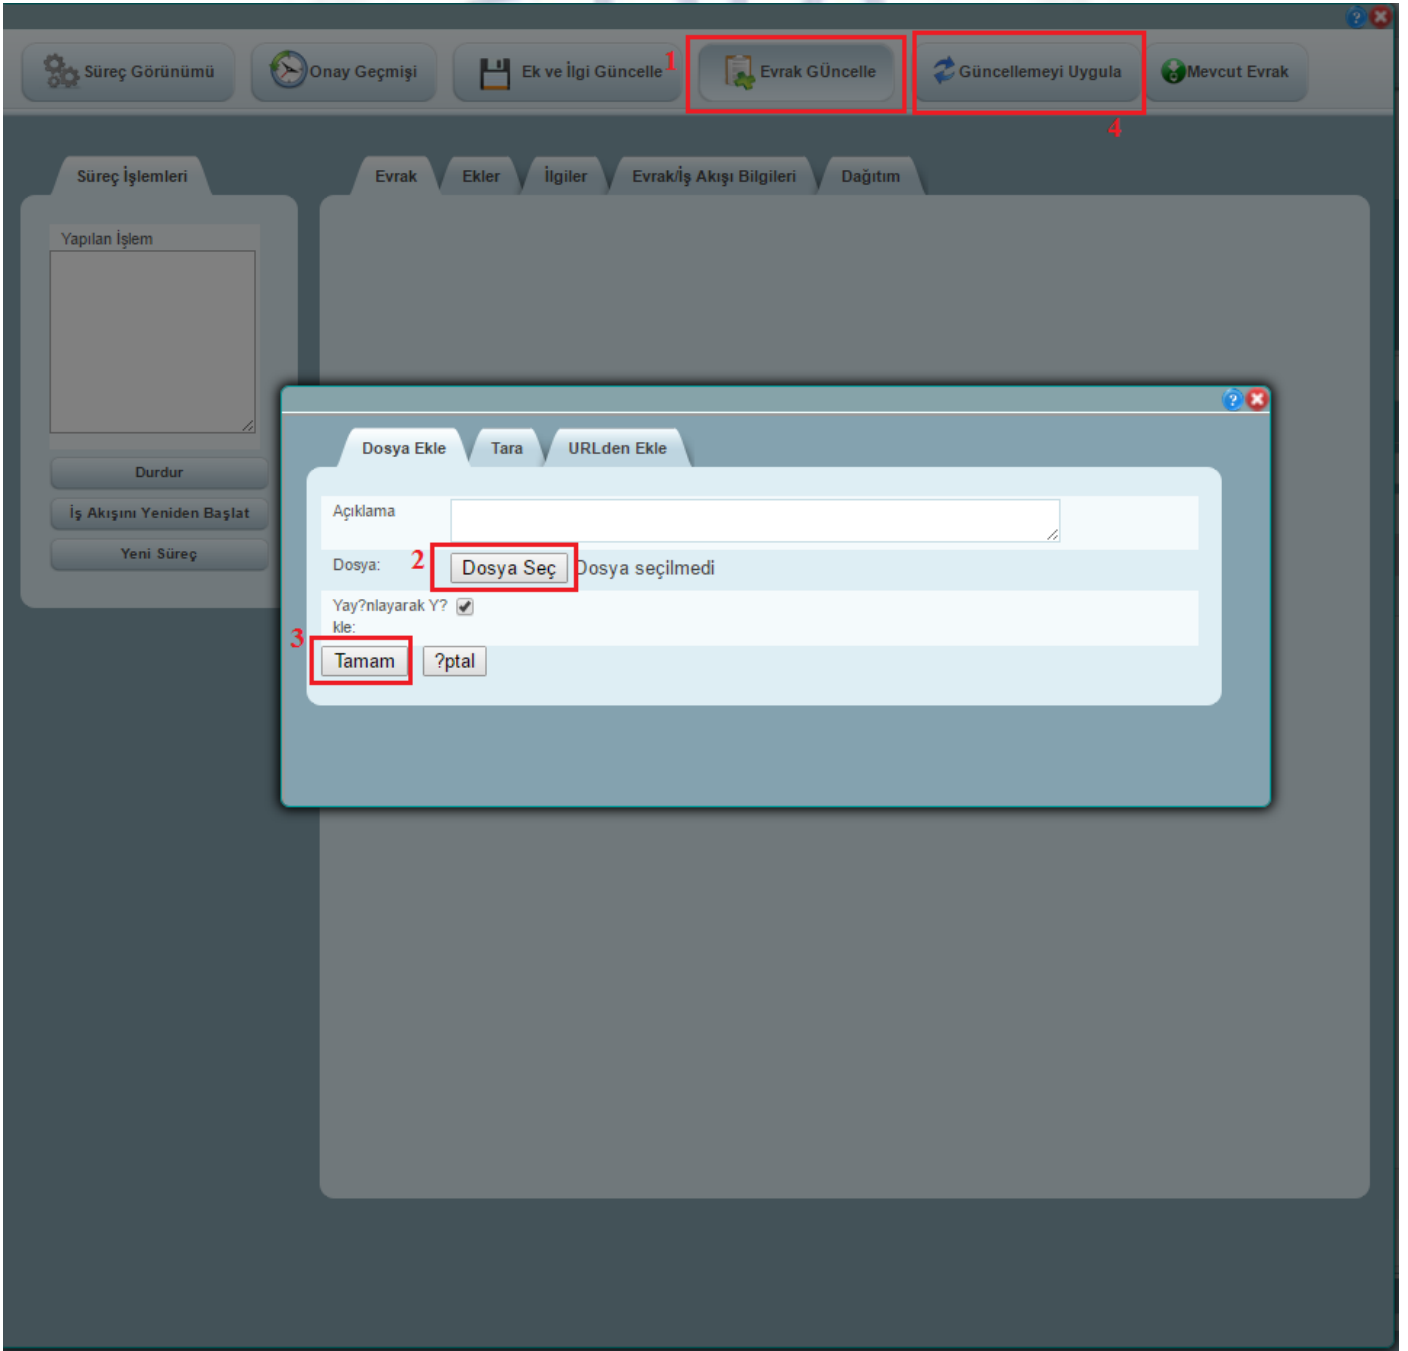 Süreç Görünümü
Onay Geçmişi
Ek ve İlgi Güncelle
1
Evrak GÜncelle
Güncellemeyi Uygula
4
Mevcut Evrak
Süreç İşlemleri
Evrak
Ekler
İlgiler
Evrak/İş Akışı Bilgileri
Dağıtım
Yapılan İşlem
Durdur
İş Akışını Yeniden Başlat
Yeni Süreç
Dosya Ekle
Tara
URLden Ekle
Açıklama
Dosya:
2
Dosya Seç
Dosya seçilmedi
Yay?nlayarak Y?
kle:
3
Tamam
?ptal